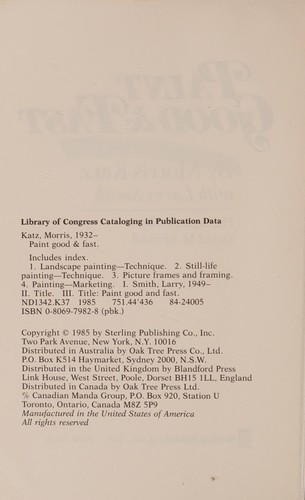 Library of Congress Cataloging in Publication Data
Katz, Morris, 1932–
Paint good & fast.
Includes index.
1. Landscape painting—Technique. 2. Still-life
painting—Technique. 3. Picture frames and framing.
4. Painting—Marketing. I. Smith, Larry, 1949–
II. Title. III. Title: Paint good and fast.
ND1342.K37 1985 751.44'436 84-24005
ISBN 0-8069-7982-8 (pbk.)
Copyright © 1985 by Sterling Publishing Co., Inc.
Two Park Avenue, New York, N.Y. 10016
Distributed in Australia by Oak Tree Press Co., Ltd.
P.O. Box K514 Haymarket, Sydney 2000, N.S.W.
Distributed in the United Kingdom by Blandford Press
Link House, West Street, Poole, Dorset BH15 1LL, England
Distributed in Canada by Oak Tree Press Ltd.
℅ Canadian Manda Group, P.O. Box 920, Station U
Toronto, Ontario, Canada M8Z 5P9
Manufactured in the United States of America
All rights reserved